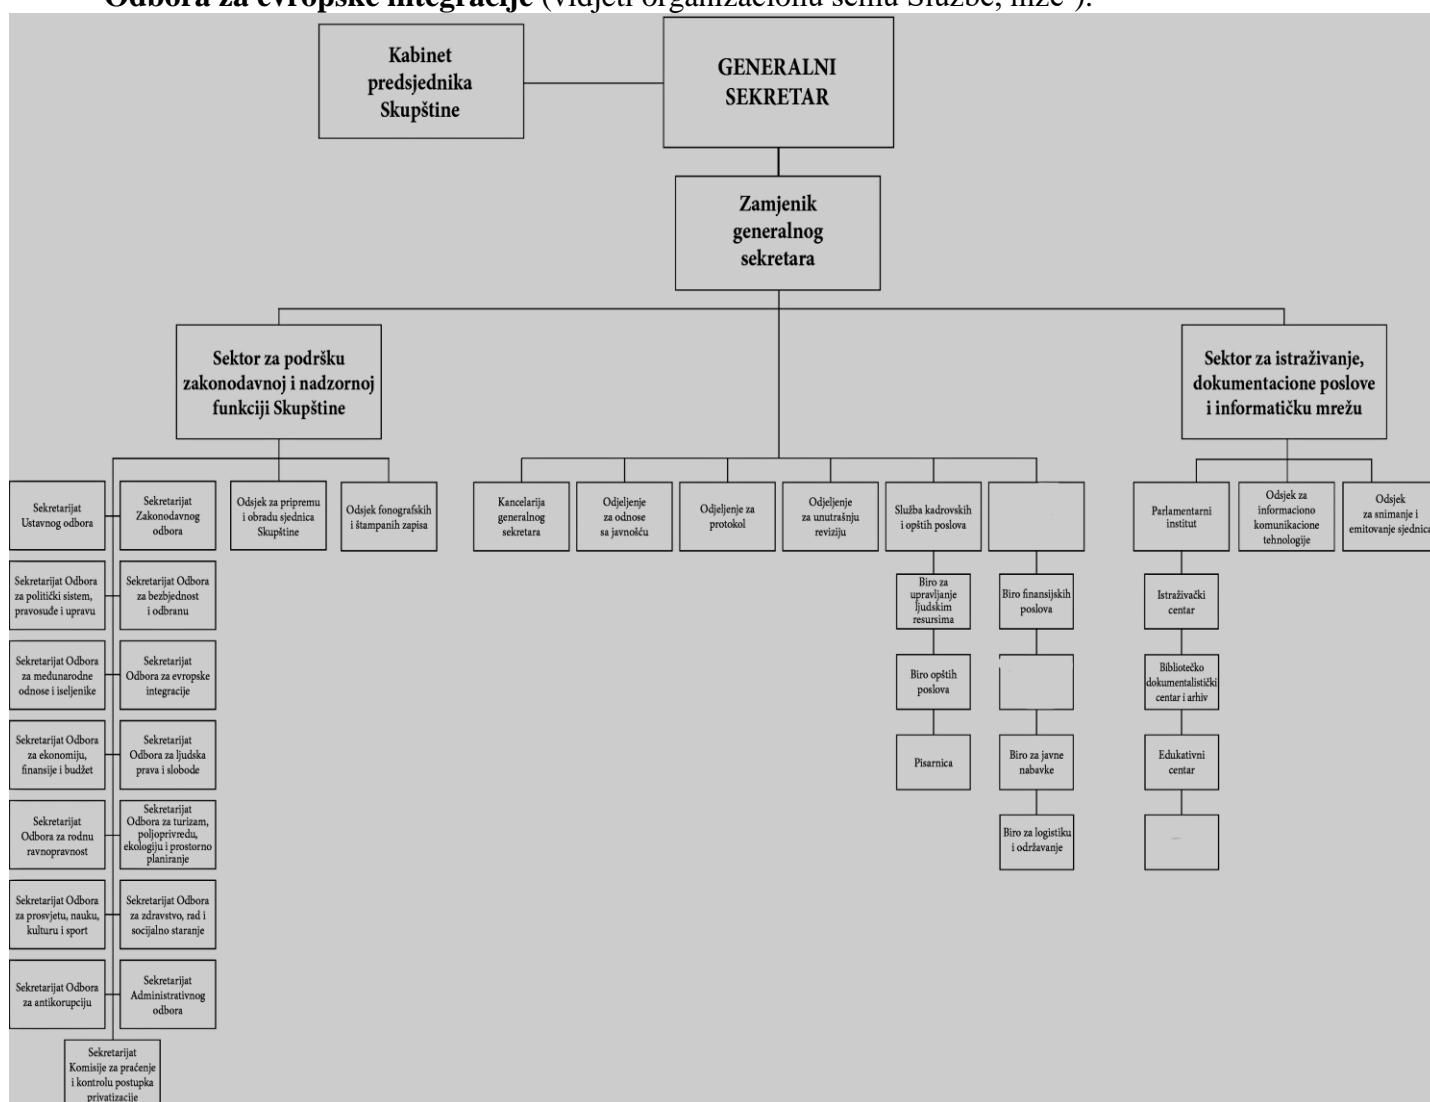 Odbora za evropske integracije (vidjeti organizacionu šemu Službe, niže ).
Kabinet
predsjednika
Skupštine
GENERALNI
SEKRETAR
Zamjenik
generalnog
sekretara
Sektor za podršku
zakonodavnoj i nadzornoj
funkciji Skupštine
Sektor za istraživanje,
dokumentacione poslove
i informatičku mrežu
Sekretarijat
Ustavnog odbora
Sekretarijat
Zakonodavnog
odbora
Odsjek za pripremu
i obradu sjednica
Skupštine
Odsjek fonografskih
i štampanih zapisa
Kancelarija
generalnog
sekretara
Odjeljenje
za odnose
sa javnošću
Odjeljenje za
protokol
Odjeljenje
za unutrašnju
reviziju
Služba kadrovskih
i opštih poslova
Parlamentarni
institut
Odsjek za
informaciono
komunikacione
tehnologije
Odsjek
za snimanje i
emitovanje sjednica
Sekretarijat Odbora
za politički sistem,
pravosuđe i upravu
Sekretarijat Odbora
za bezbjednost
i odbranu
Biro za
upravljanje
ljudskim
resursima
Biro finansijskih
poslova
Istraživački
centar
Sekretarijat Odbora
za međunarodne
odnose i iseljenike
Sekretarijat
Odbora za evropske
integracije
Biro opštih
poslova
Bibliotečko
dokumentalistički
centar i arhiv
Sekretarijat Odbora
za ekonomiju,
finansije i budžet
Sekretarijat
Odbora za ljudska
prava i slobode
Pisarnica
Biro za javne
nabavke
Edukativni
centar
Sekretarijat
Odbora za rodnu
ravnopravnost
Sekretarijat
Odbora za turizam,
poljoprivredu,
ekologiju i prostorno
planiranje
Biro za logistiku
i održavanje
Sekretarijat Odbora
za prosvjetu, nauku,
kulturu i sport
Sekretarijat Odbora
za zdravstvo, rad i
socijalno staranje
Sekretarijat Odbora
za antikorupciju
Sekretarijat
Administrativnog
odbora
Sekretarijat
Komisije za praćenje
i kontrolu postupka
privatizacije